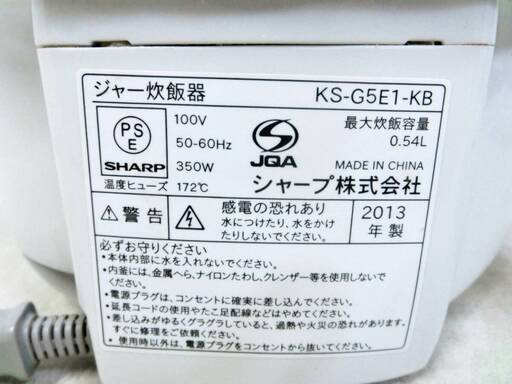 ジャー炊飯器 KS-G5E1-KB
PS
E
SHARP
100V
50-60Hz
350W
温度ヒューズ 172℃
JQA
最大炊飯容量
0.54L
MADE IN CHINA
シャープ株式会社
警告
感電の恐れあり
水につけたり、水をかけ
たりしないでください。
2013
年製
必ずお守りください
・本体内部に水を入れないでください。
・内釜には、金属へら、ナイロンたわし、クレンザー等を使用しない
でください。
・電源プラグは、コンセントに確実に差し込んでください。
・延長コードの使用やたこ足配線などはやめてください。
・差し込みがゆるくグラグラしていると、過熱や火災の恐れがあります。
すぐに修理をご依頼ください。
・使用時以外は、電源プラグをコンセントから抜いてください。